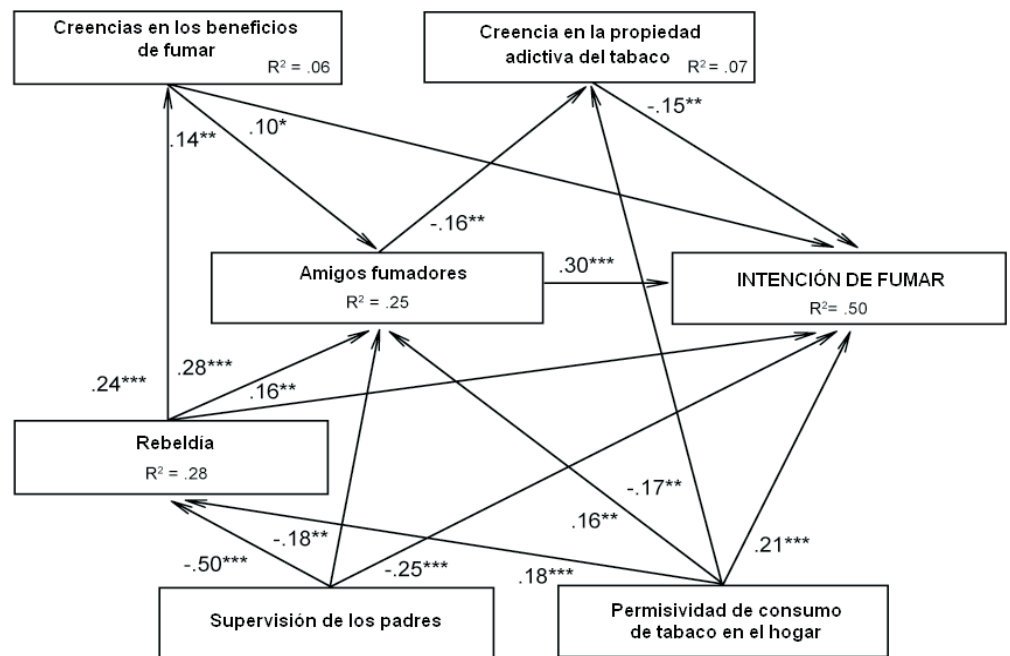 Creencias en los beneficios
de fumar
R² = .06
Creencia en la propiedad
adictiva del tabaco
R² = .07
.14**
.10*
-.15**
-.16**
Amigos fumadores
R² = .25
.30***
INTENCIÓN DE FUMAR
R²= .50
.24***
.28***
.16**
Rebeldía
R² = .28
-.17**
.16**
.21***
-.18**
-.50***
-.25***
.18***
Supervisión de los padres
Permisividad de consumo
de tabaco en el hogar